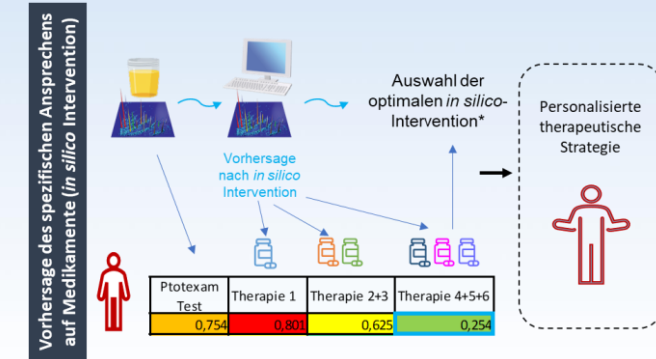 Vorhersage des spezifischen Ansprechens
auf Medikamente (in silico Intervention)
Auswahl der
optimalen in silico-
Intervention*
Personalisierte
therapeutische
Strategie
Vorhersage
nach in silico
Intervention
Ptotexam
Test
Therapie 1
Therapie 2+3
Therapie 4+5+6
0,754
0,801
0,625
0,254